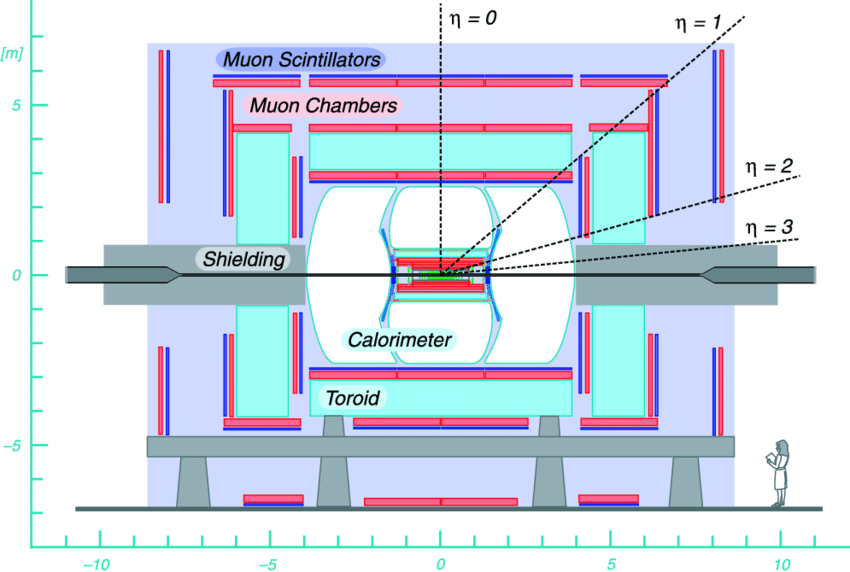 η = 0
η = 1
[m]
Muon Scintillators
5
Muon Chambers
η = 2
η = 3
Shielding
0
Calorimeter
Toroid
–5
–10
–5
0
5
10